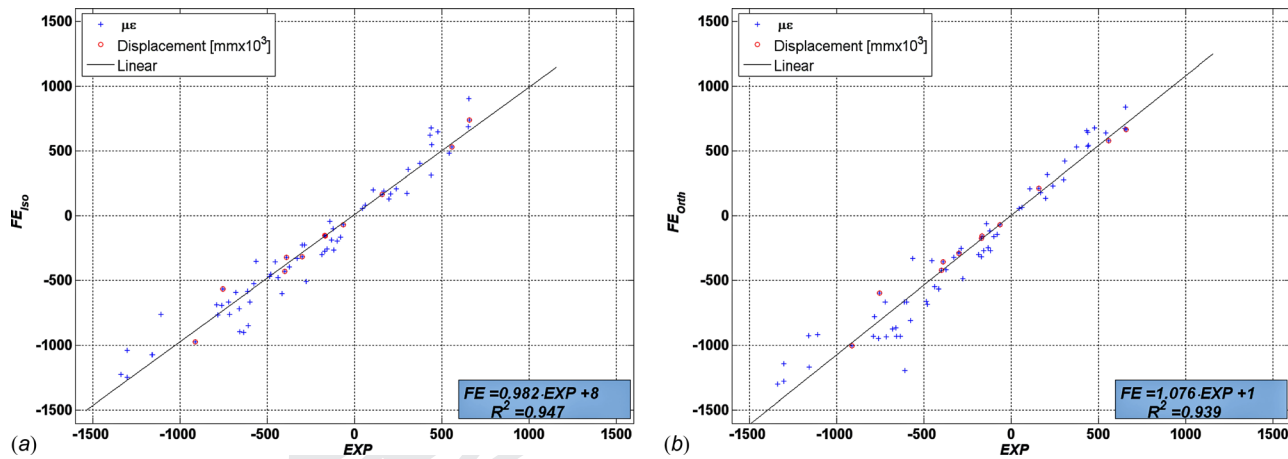 1500
1000
500
0
-500
-1000
-1500
FE_Iso
με
Displacement [mmx10³]
Linear
FE =0.982·EXP +8
R² =0.947
-1500 -1000 -500 0 500 1000 1500
EXP
(a)
1500
1000
500
0
-500
-1000
-1500
FE_Orth
με
Displacement [mmx10³]
Linear
FE =1.076·EXP +1
R² =0.939
-1500 -1000 -500 0 500 1000 1500
EXP
(b)